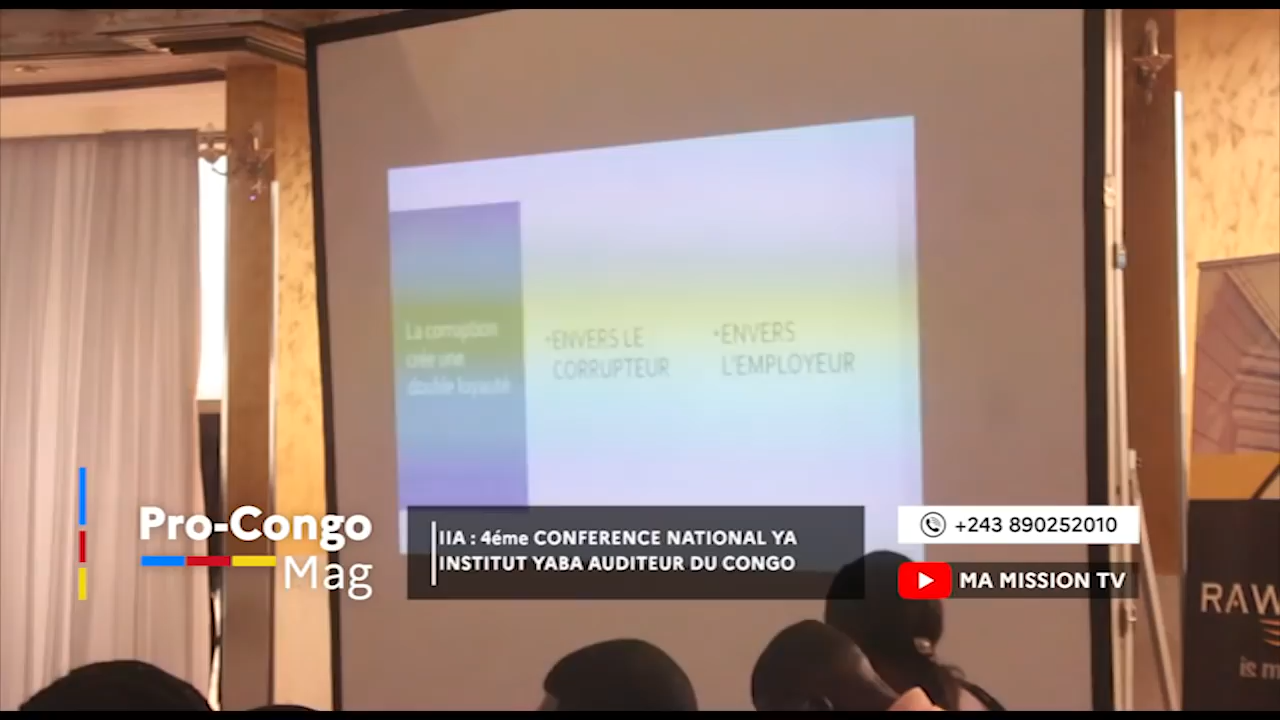 La corruption
crée une
double loyauté
•ENVERS LE
CORRUPTEUR
•ENVERS
L'EMPLOYEUR
Pro-Congo
Mag
IIA : 4éme CONFERENCE NATIONAL YA
INSTITUT YABA AUDITEUR DU CONGO
+243 890252010
MA MISSION TV
RAW
is m